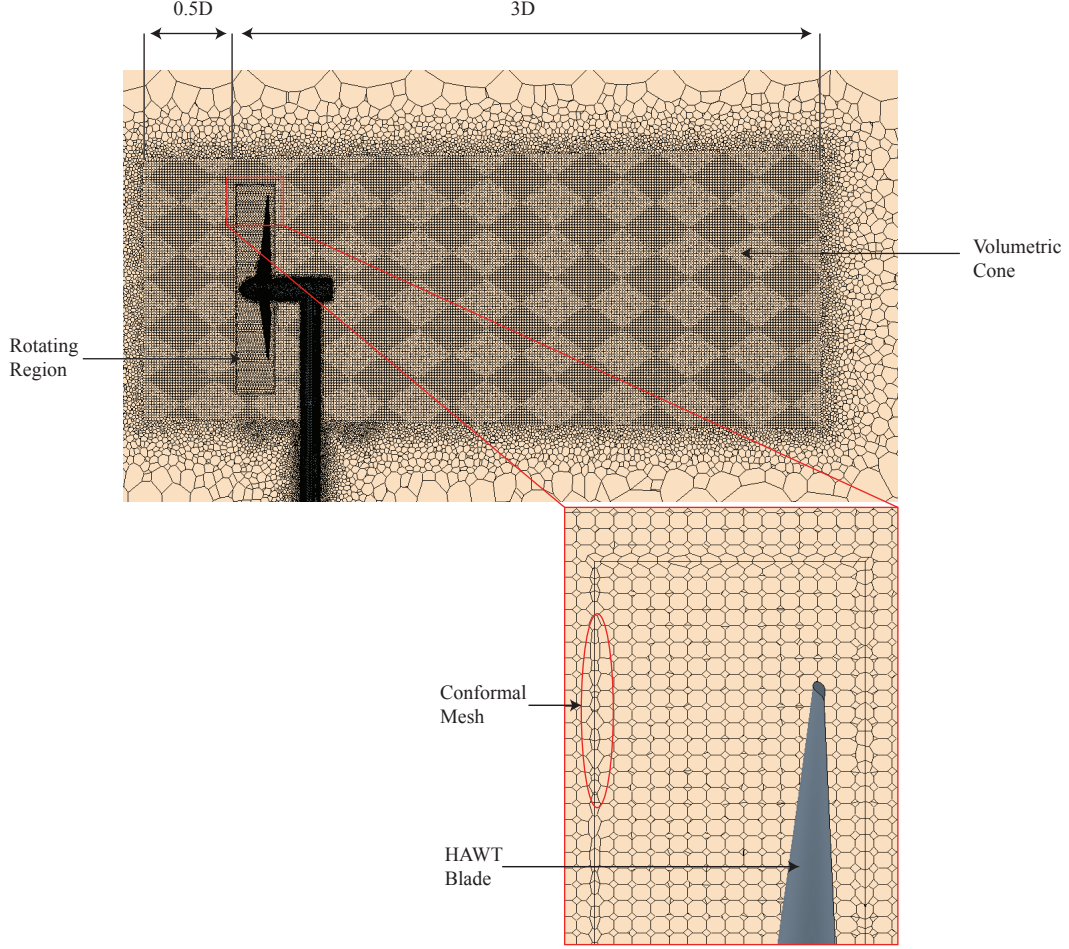 0.5D
3D
Volumetric
Cone
Rotating
Region
Conformal
Mesh
HAWT
Blade